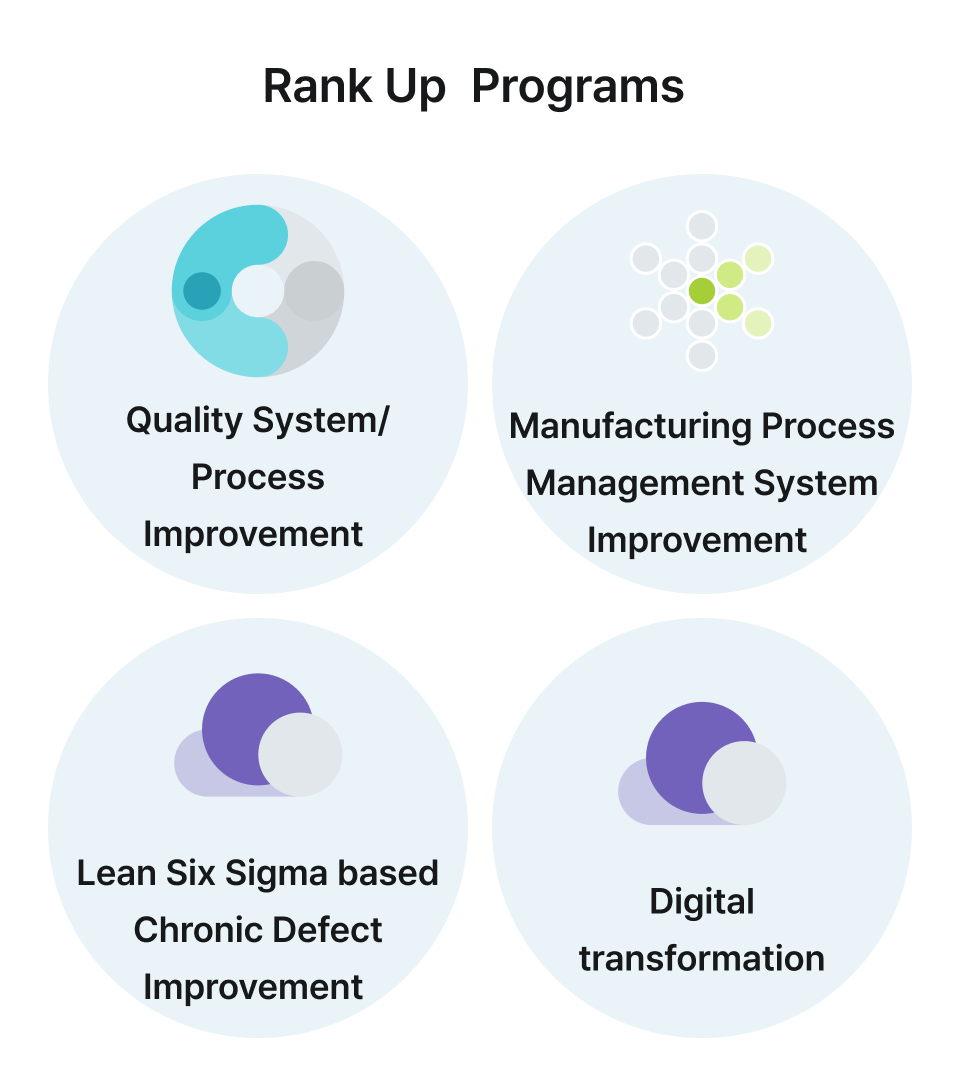 Rank Up  Programs
Quality System/
Process
Improvement
Manufacturing Process
Management System
Improvement
Lean Six Sigma based
Chronic Defect
Improvement
Digital
transformation